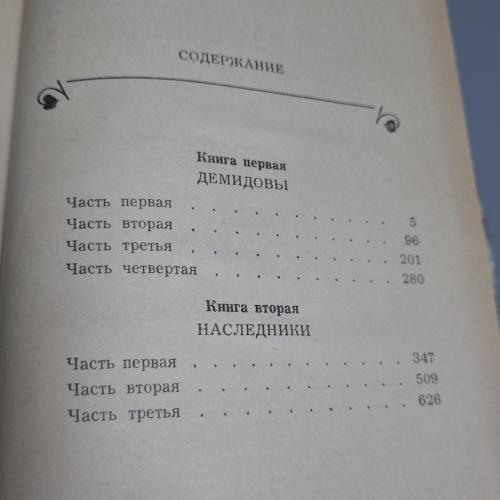 СОДЕРЖАНИЕ
Книга первая
ДЕМИДОВЫ
Часть первая . . . . . . . . . . 5
Часть вторая . . . . . . . . . . 96
Часть третья . . . . . . . . . . 201
Часть четвертая . . . . . . . . . 280
Книга вторая
НАСЛЕДНИКИ
Часть первая . . . . . . . . . . 347
Часть вторая . . . . . . . . . . 509
Часть третья . . . . . . . . . . 626